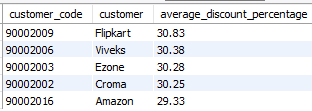 customer_code customer average_discount_percentage
90002009 Flipkart 30.83
90002006 Viveks 30.38
90002003 Ezone 30.28
90002002 Croma 30.25
90002016 Amazon 29.33